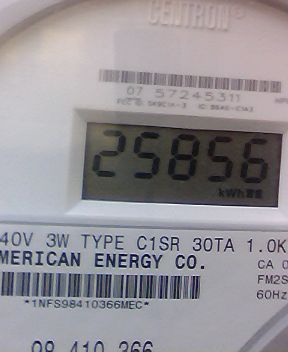 CENTRON®
07 57245311
25856
kWh
40V 3W TYPE C1SR 30TA 1.0K
MERICAN ENERGY CO.
CA 0
FM2S
60Hz
*1NFS98410366MEC*
98 410 366